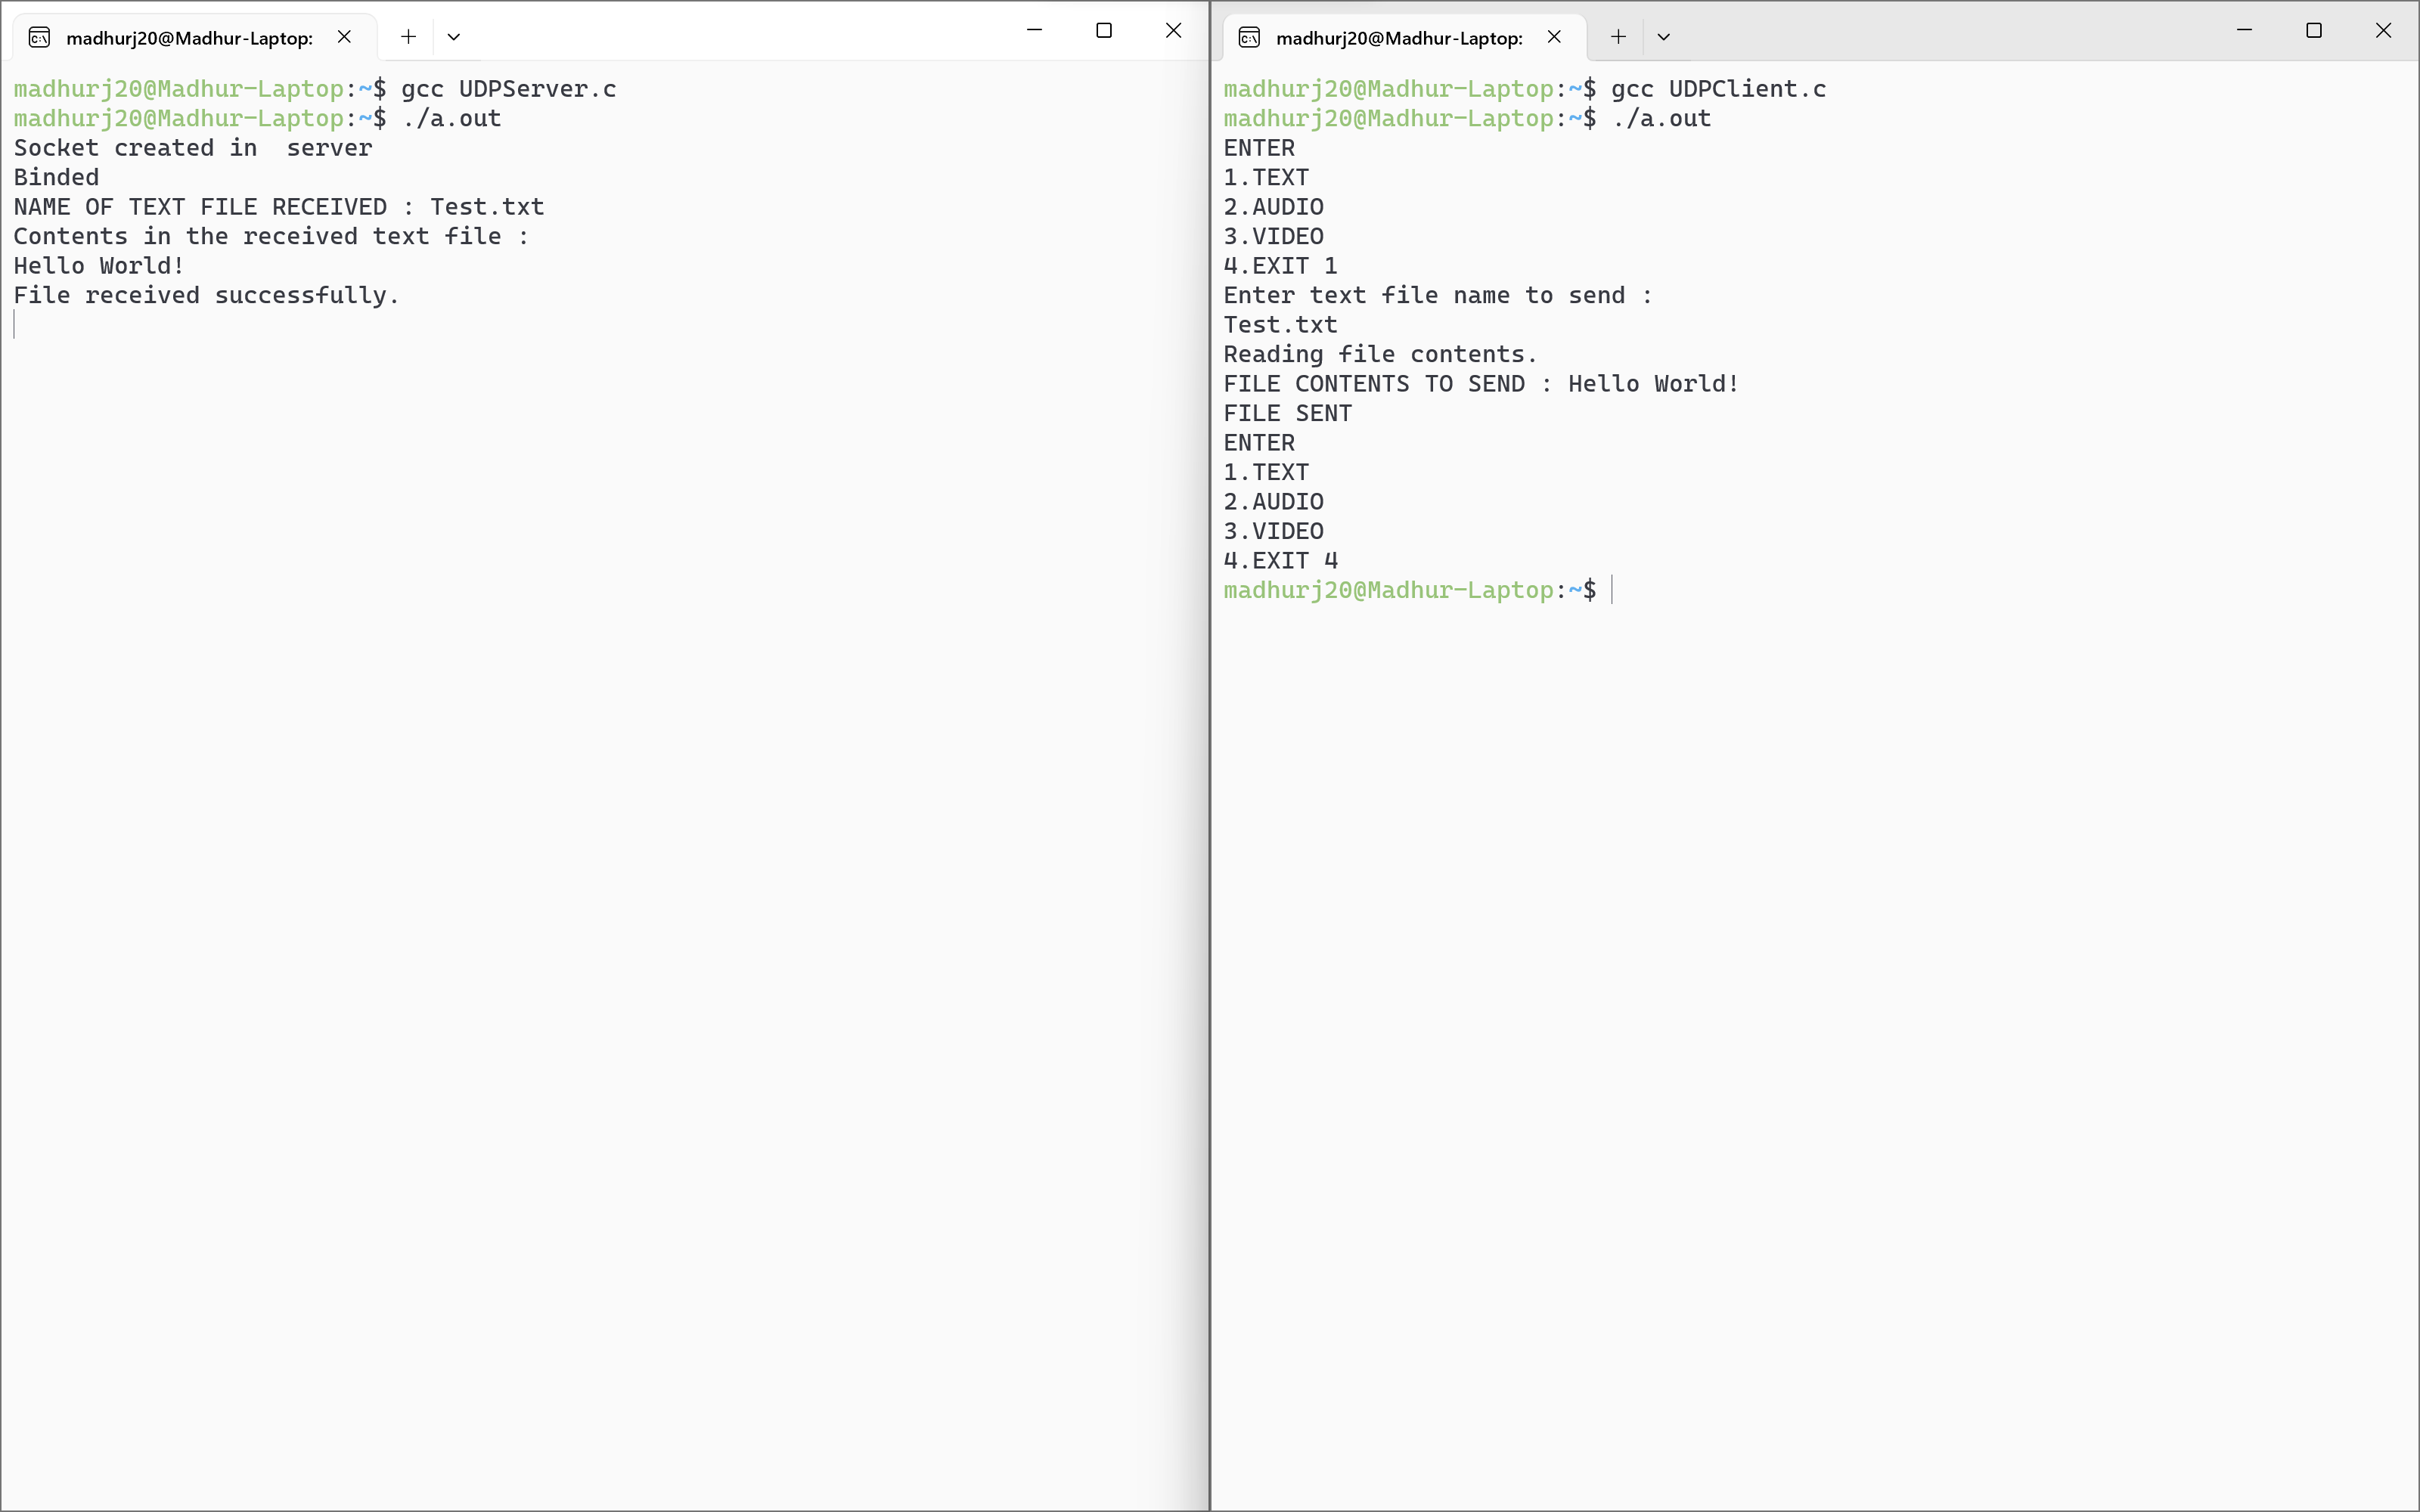 madhurj20@Madhur-Laptop:
madhurj20@Madhur-Laptop:~$ gcc UDPServer.c
madhurj20@Madhur-Laptop:~$ ./a.out
Socket created in  server
Binded
NAME OF TEXT FILE RECEIVED : Test.txt
Contents in the received text file :
Hello World!
File received successfully.
madhurj20@Madhur-Laptop:
madhurj20@Madhur-Laptop:~$ gcc UDPClient.c
madhurj20@Madhur-Laptop:~$ ./a.out
ENTER
1.TEXT
2.AUDIO
3.VIDEO
4.EXIT 1
Enter text file name to send :
Test.txt
Reading file contents.
FILE CONTENTS TO SEND : Hello World!
FILE SENT
ENTER
1.TEXT
2.AUDIO
3.VIDEO
4.EXIT 4
madhurj20@Madhur-Laptop:~$